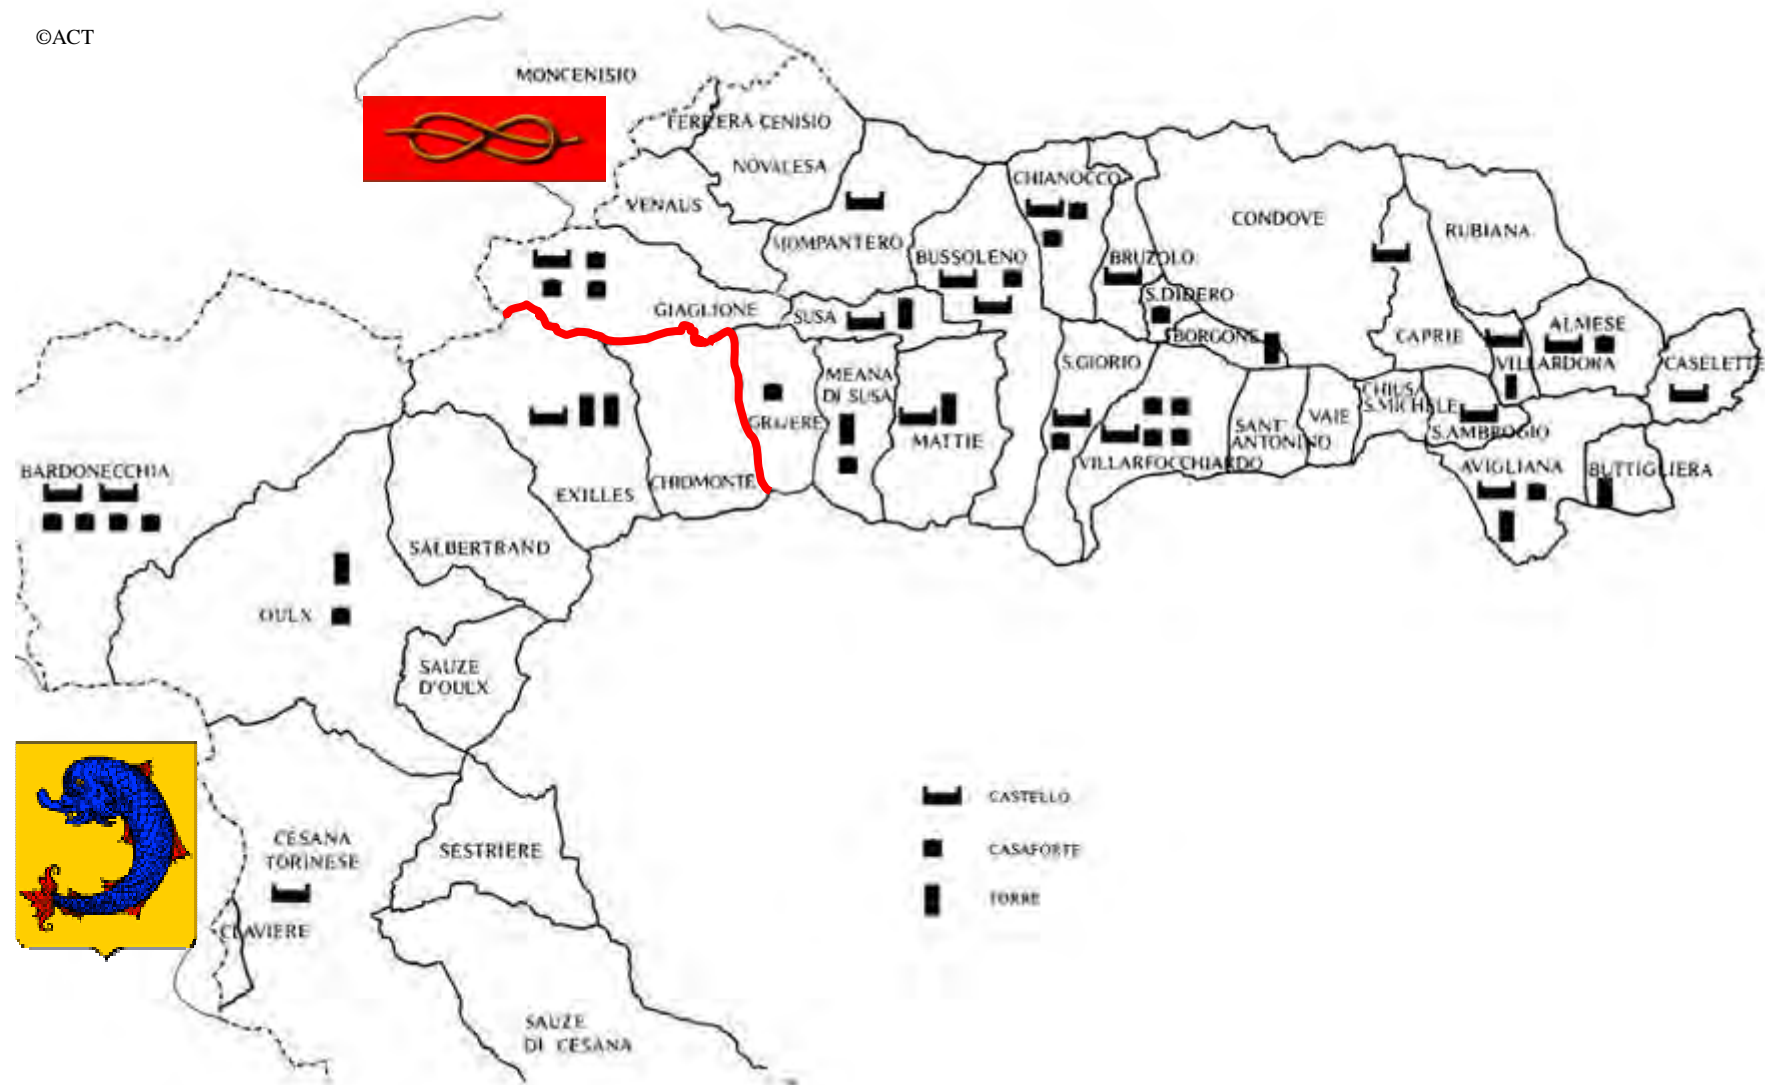 ©ACT
MONCENISIO
FERRERA CENISIO
NOVALESA
VENAUS
CHIANOCCO
CONDOVE
RUBIANA
MOMPANTERO
BUSSOLENO
BRUZOLO
S.DIDERO
GIAGLIONE
SUSA
BORGONE
CAPRIE
ALMESE
VILLARDORA
CASELETTE
S.GIORIO
MEANA
DI SUSA
CHIUSA
S.MICHELE
GRAVERE
MATTIE
VAIE
SANT'
ANTONINO
S.AMBROGIO
VILLARFOCCHIARDO
AVIGLIANA
BUTTIGLIERA
BARDONECCHIA
EXILLES
CHIOMONTE
SALBERTRAND
OULX
SAUZE
D'OULX
CESANA
TORINESE
SESTRIERE
CLAVIERE
SAUZE
DI CESANA
CASTELLO
CASAFORTE
TORRE